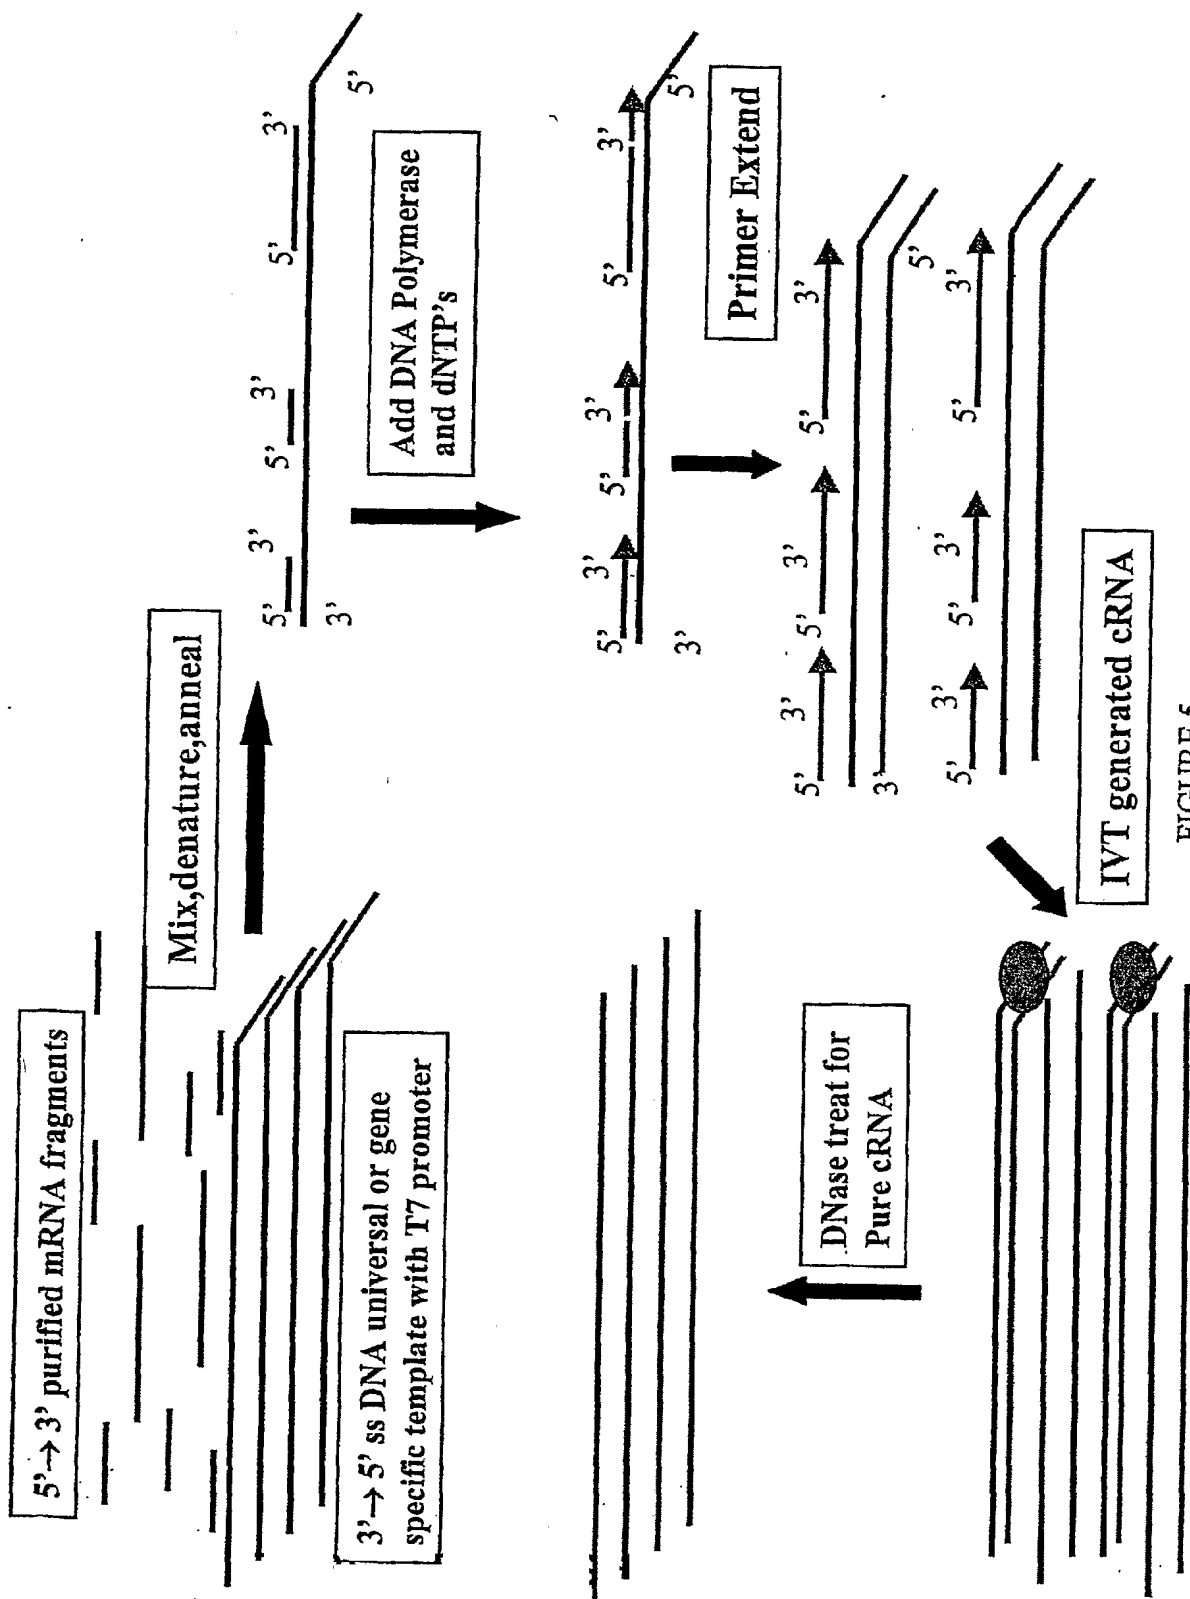 5'→3' purified mRNA fragments
Mix,denature,anneal
5' 3' 5' 3' 5' 3'
3' 5'
3'→5' ss DNA universal or gene
specific template with T7 promoter
Add DNA Polymerase
and dNTP's
5' 3' 5' 3' 5' 3'
3' 5'
Primer Extend
5' 3' 5' 3' 5' 3'
3' 5'
5' 3' 5' 3' 5' 3'
DNase treat for
Pure cRNA
IVT generated cRNA
FIGURE 5